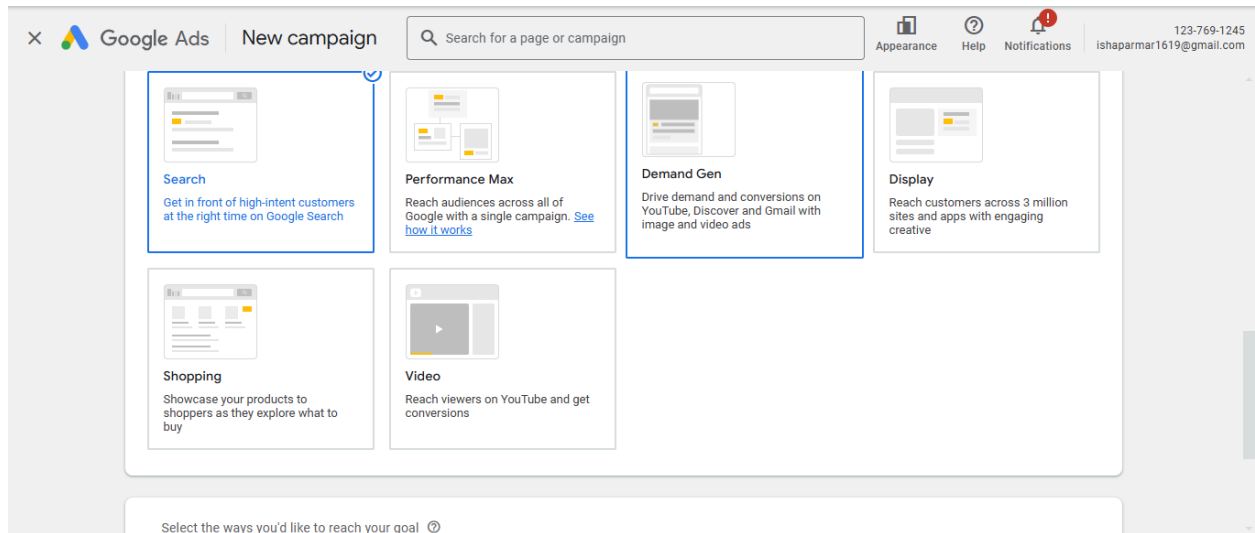 Google Ads
New campaign
Search for a page or campaign
Appearance
Help
!
Notifications
123-769-1245
ishaparmar1619@gmail.com
Search
Get in front of high-intent customers
at the right time on Google Search
Performance Max
Reach audiences across all of
Google with a single campaign. See
how it works
Demand Gen
Drive demand and conversions on
YouTube, Discover and Gmail with
image and video ads
Display
Reach customers across 3 million
sites and apps with engaging
creative
Shopping
Showcase your products to
shoppers as they explore what to
buy
Video
Reach viewers on YouTube and get
conversions
Select the ways you'd like to reach your goal